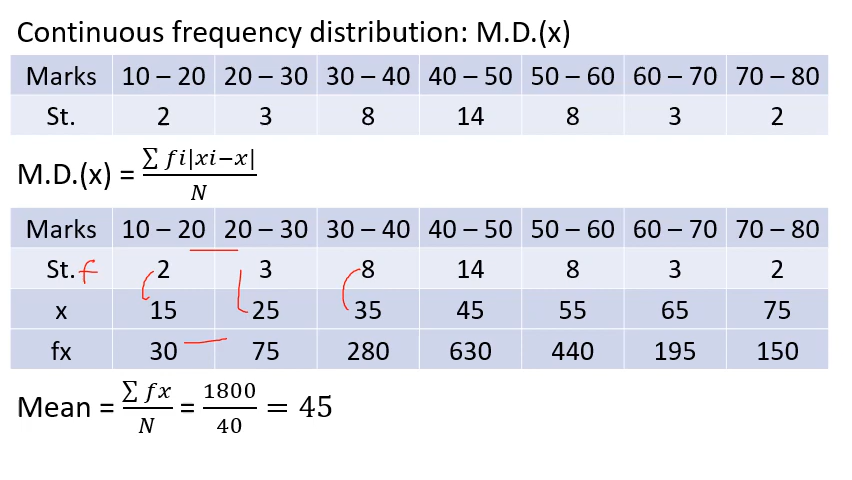 Continuous frequency distribution: M.D.(x)
Marks 10 – 20 20 – 30 30 – 40 40 – 50 50 – 60 60 – 70 70 – 80
St. 2 3 8 14 8 3 2
M.D.(x) = ∑ fi|xi−x| / N
Marks 10 – 20 20 – 30 30 – 40 40 – 50 50 – 60 60 – 70 70 – 80
St. f 2 3 8 14 8 3 2
x 15 25 35 45 55 65 75
fx 30 75 280 630 440 195 150
Mean = ∑ fx / N = 1800 / 40 = 45